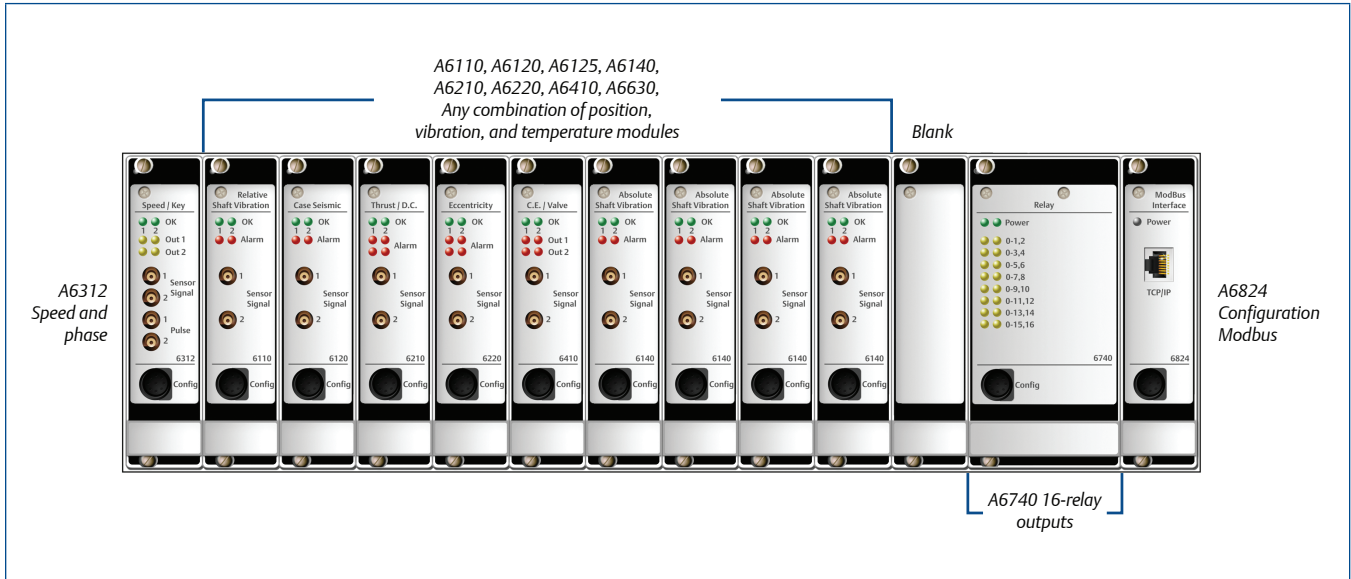 A6110, A6120, A6125, A6140,
A6210, A6220, A6410, A6630,
Any combination of position,
vibration, and temperature modules
Blank
A6312
Speed and
phase
Speed / Key
OK
1 2
Out 1
Out 2
1
Sensor
Signal
2
1
Pulse
2
6312
Config
Relative
Shaft Vibration
OK
1 2
Alarm
1
Sensor
Signal
2
6110
Config
Case Seismic
OK
1 2
Alarm
1
Sensor
Signal
2
6120
Config
Thrust / D.C.
OK
1 2
Alarm
1
Sensor
Signal
2
6210
Config
Eccentricity
OK
1 2
Alarm
1
Sensor
Signal
2
6220
Config
C.E. / Valve
OK
1 2
Out 1
Out 2
1
Sensor
Signal
2
6410
Config
Absolute
Shaft Vibration
OK
1 2
Alarm
1
Sensor
Signal
2
6140
Config
Absolute
Shaft Vibration
OK
1 2
Alarm
1
Sensor
Signal
2
6140
Config
Absolute
Shaft Vibration
OK
1 2
Alarm
1
Sensor
Signal
2
6140
Config
Absolute
Shaft Vibration
OK
1 2
Alarm
1
Sensor
Signal
2
6140
Config
Relay
Power
0-1,2
0-3,4
0-5,6
0-7,8
0-9,10
0-11,12
0-13,14
0-15,16
6740
Config
ModBus
Interface
Power
TCP/IP
6824
A6824
Configuration
Modbus
A6740 16-relay
outputs